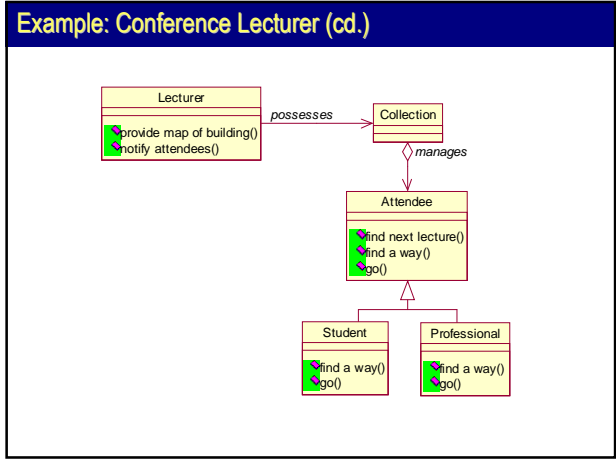 Example: Conference Lecturer (cd.)
Lecturer
provide map of building()
notify attendees()
possesses
Collection
manages
Attendee
find next lecture()
find a way()
go()
Student
find a way()
go()
Professional
find a way()
go()